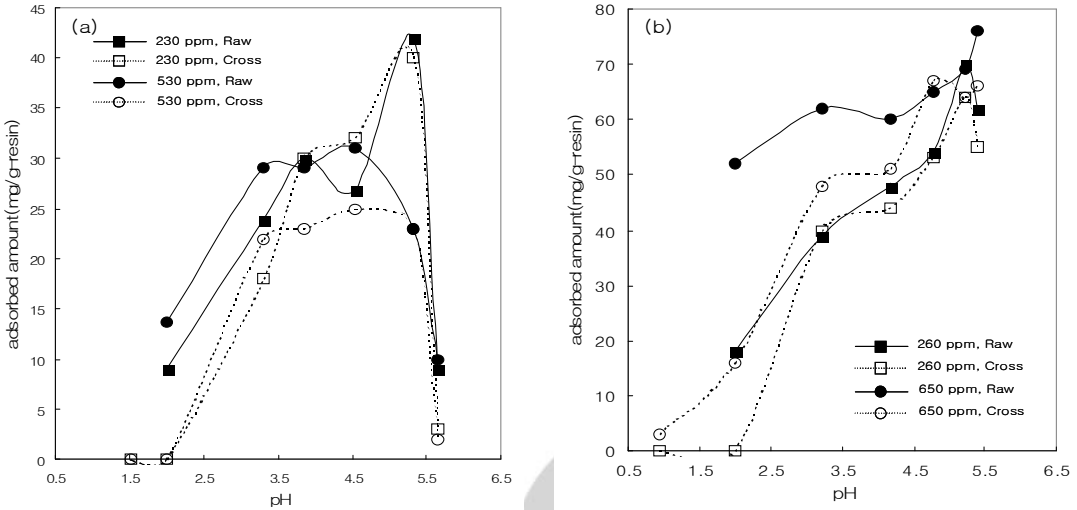 (a)
230 ppm, Raw
230 ppm, Cross
530 ppm, Raw
530 ppm, Cross
adsorbed amount(mg/g-resin)
45
40
35
30
25
20
15
10
5
0
0.5 1.5 2.5 3.5 4.5 5.5 6.5
pH
(b)
260 ppm, Raw
260 ppm, Cross
650 ppm, Raw
650 ppm, Cross
adsorbed amount(mg/g-resin)
80
70
60
50
40
30
20
10
0
0.5 1.5 2.5 3.5 4.5 5.5 6.5
pH